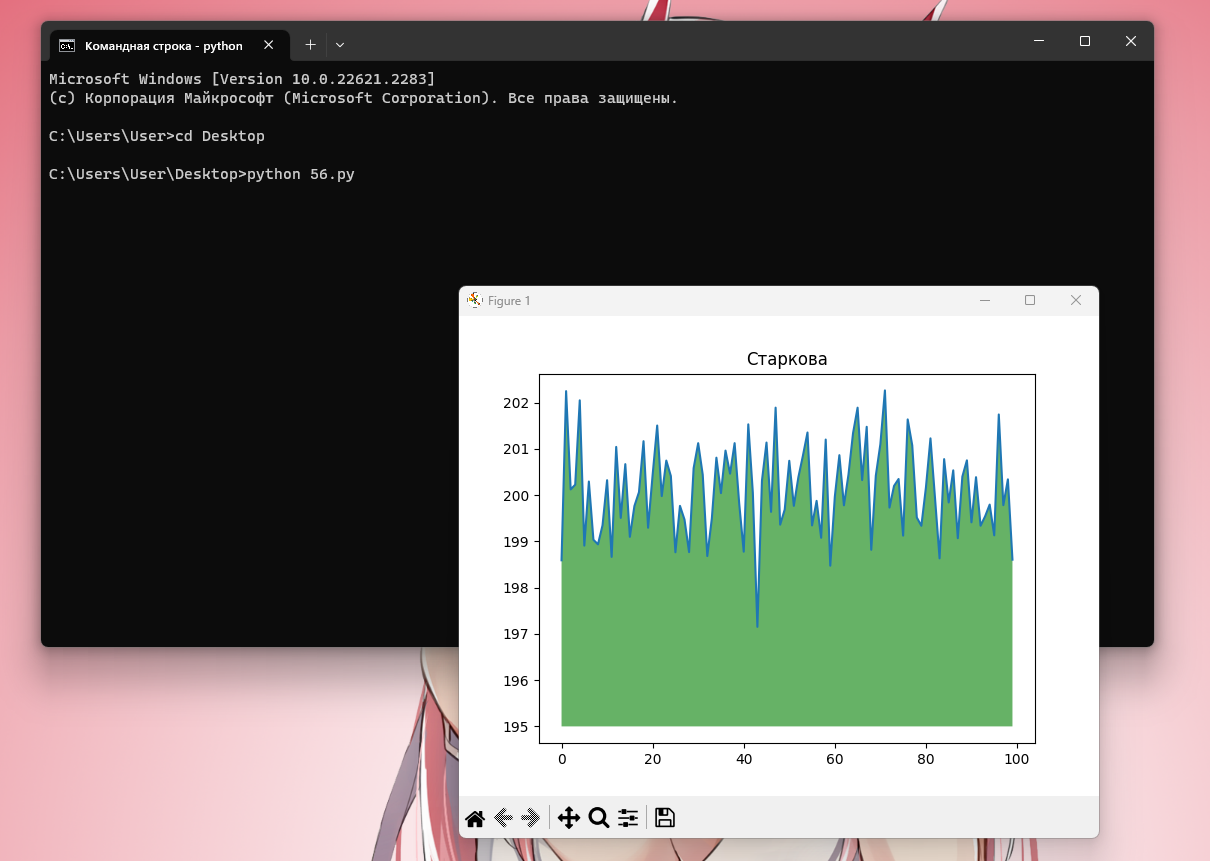 Командная строка - python
Microsoft Windows [Version 10.0.22621.2283]
(c) Корпорация Майкрософт (Microsoft Corporation). Все права защищены.
C:\Users\User>cd Desktop
C:\Users\User\Desktop>python 56.py
Figure 1
Старкова
202
201
200
199
198
197
196
195
0 20 40 60 80 100